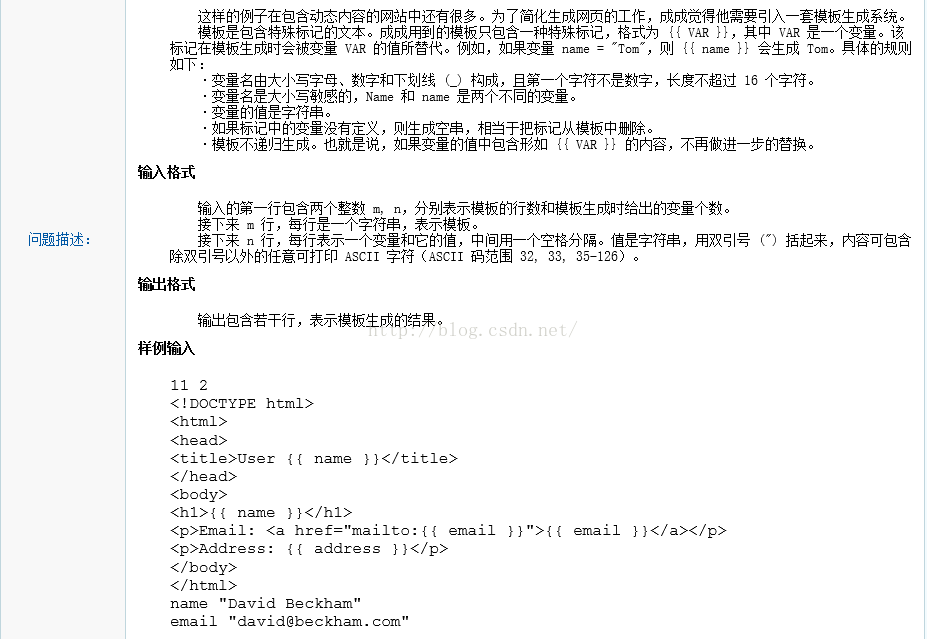 这样的例子在包含动态内容的网站中还有很多。为了简化生成网页的工作，成成觉得他需要引入一套模板生成系统。
模板是包含特殊标记的文本。成成用到的模板只包含一种特殊标记，格式为 {{ VAR }}，其中 VAR 是一个变量。该
标记在模板生成时会被变量 VAR 的值所替代。例如，如果变量 name = "Tom"，则 {{ name }} 会生成 Tom。具体的规则
如下：
·变量名由大小写字母、数字和下划线 (_) 构成，且第一个字符不是数字，长度不超过 16 个字符。
·变量名是大小写敏感的，Name 和 name 是两个不同的变量。
·变量的值是字符串。
·如果标记中的变量没有定义，则生成空串，相当于把标记从模板中删除。
·模板不递归生成。也就是说，如果变量的值中包含形如 {{ VAR }} 的内容，不再做进一步的替换。
输入格式
输入的第一行包含两个整数 m, n，分别表示模板的行数和模板生成时给出的变量个数。
接下来 m 行，每行是一个字符串，表示模板。
问题描述：
接下来 n 行，每行表示一个变量和它的值，中间用一个空格分隔。值是字符串，用双引号 (") 括起来，内容可包含
除双引号以外的任意可打印 ASCII 字符（ASCII 码范围 32, 33, 35-126）。
输出格式
输出包含若干行，表示模板生成的结果。
http://blog.csdn.net/
样例输入
11 2
<!DOCTYPE html>
<html>
<head>
<title>User {{ name }}</title>
</head>
<body>
<h1>{{ name }}</h1>
<p>Email: <a href="mailto:{{ email }}">{{ email }}</a></p>
<p>Address: {{ address }}</p>
</body>
</html>
name "David Beckham"
email "david@beckham.com"